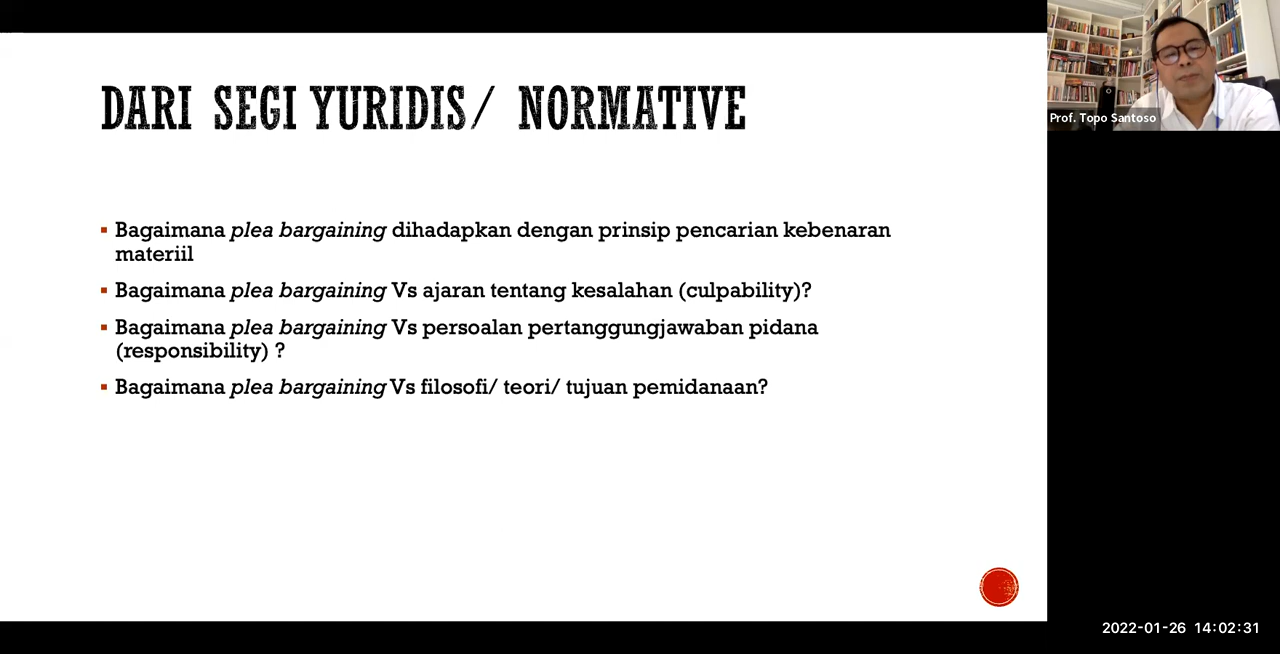 DARI SEGI YURIDIS/ NORMATIVE
Bagaimana plea bargaining dihadapkan dengan prinsip pencarian kebenaran
materiil
Bagaimana plea bargaining Vs ajaran tentang kesalahan (culpability)?
Bagaimana plea bargaining Vs persoalan pertanggungjawaban pidana
(responsibility) ?
Bagaimana plea bargaining Vs filosofi/ teori/ tujuan pemidanaan?
Prof. Topo Santoso
2022-01-26 14:02:31